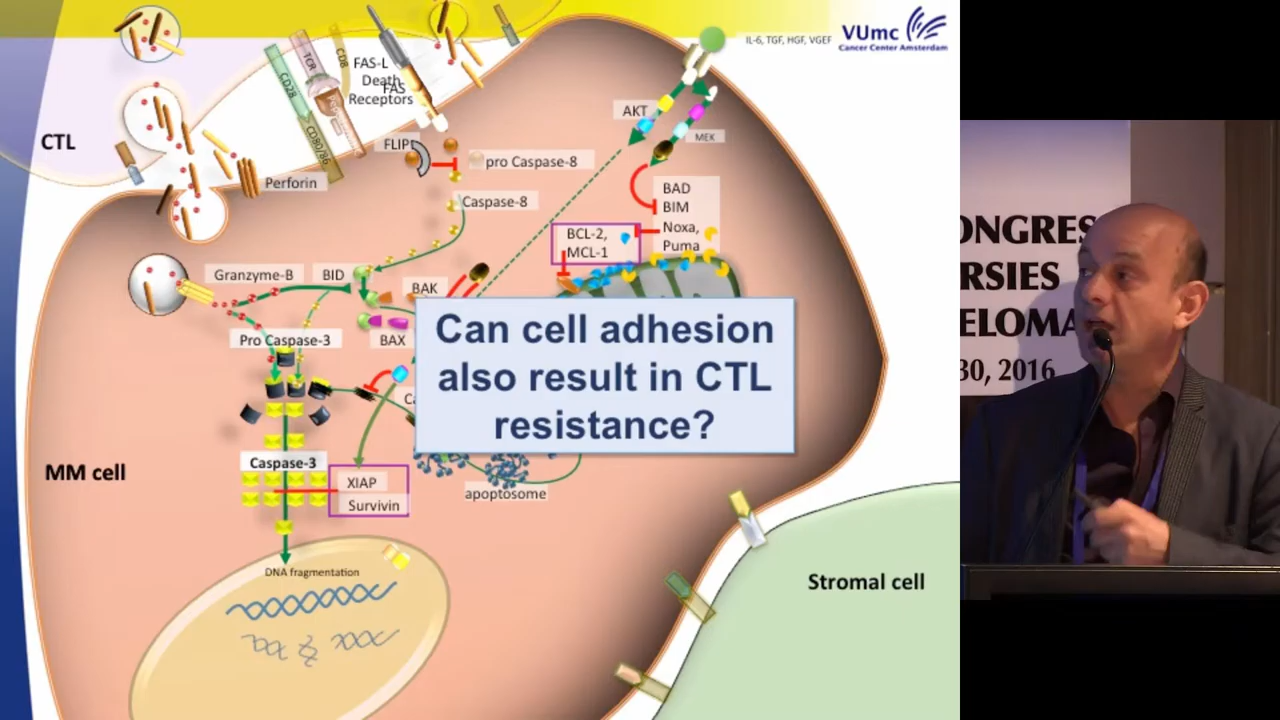 VUmc
Cancer Center Amsterdam
IL-6, TGF, HGF, VGEF
CTL
CD28
TCR
CD8
FAS-L
Death
FAS
Receptors
CD80/86
Perforin
FLIP
pro Caspase-8
Caspase-8
AKT
MEK
BAD
BIM
Noxa,
Puma
BCL-2,
MCL-1
Granzyme-B
BID
BAK
BAX
Pro Caspase-3
Can cell adhesion
also result in CTL
resistance?
MM cell
Caspase-3
XIAP
Survivin
apoptosome
DNA fragmentation
Stromal cell
ONGRES
RSIES
ELOMA
30, 2016